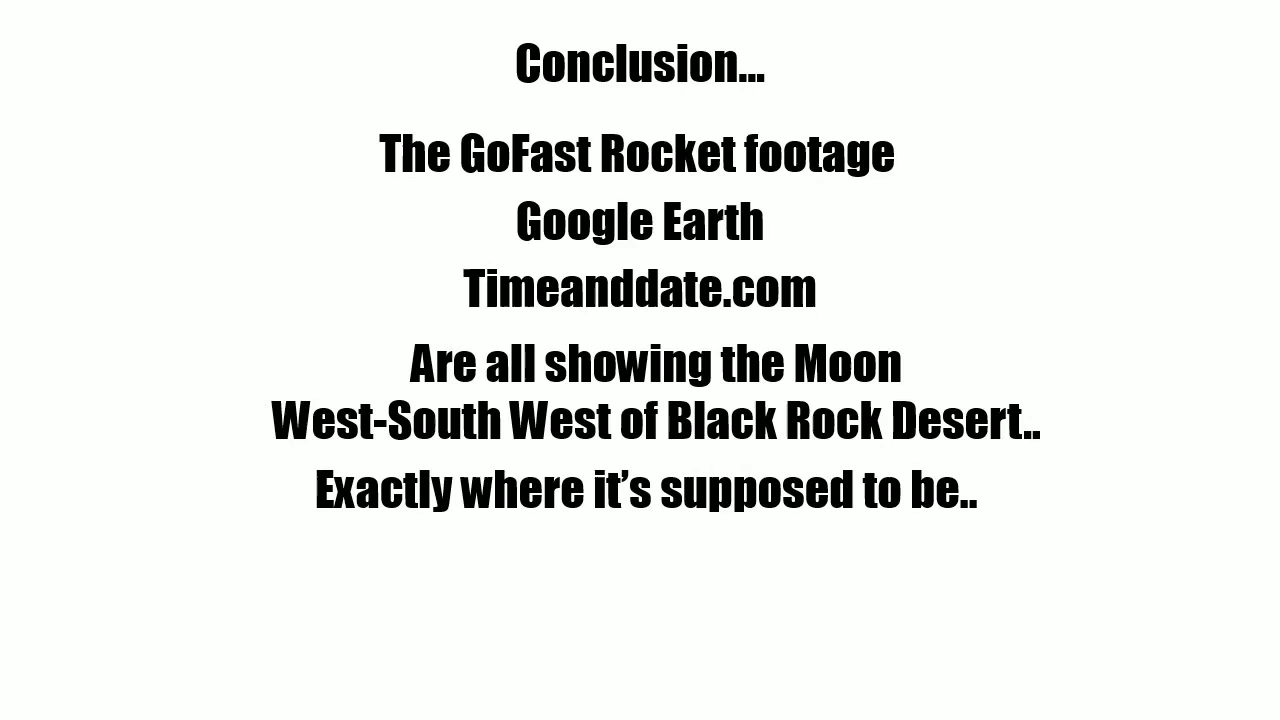 Conclusion...
The GoFast Rocket footage
Google Earth
Timeanddate.com
Are all showing the Moon
West-South West of Black Rock Desert..
Exactly where it’s supposed to be..